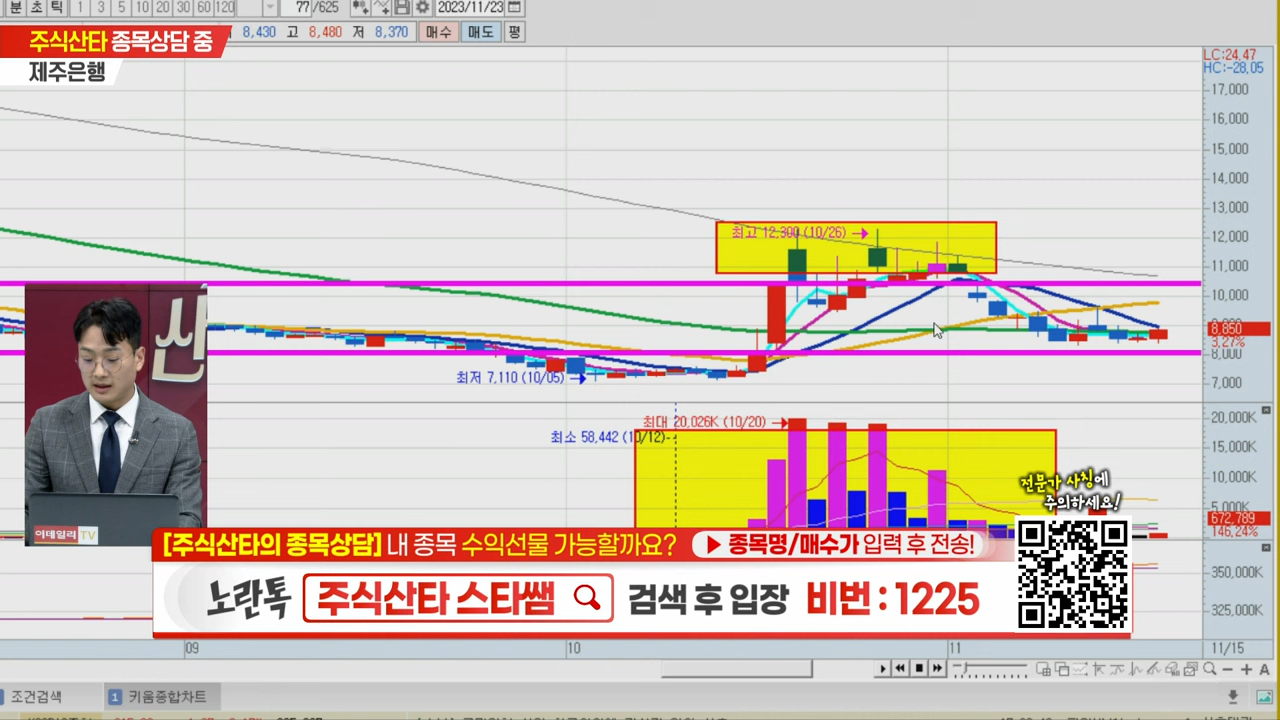 분 초 틱 1 3 5 10 20 30 60 120 77 /625 2023/11/23
8,430 고 8,480 저 8,370 매수 매도 평
주식산타 종목상담 중
제주은행
LC:24.47
HC:-28.05
17,000
16,000
15,000
14,000
13,000
12,000
11,000
10,000
8,850
3.27%
8,000
7,000
최고 12,300 (10/26)
최저 7,110 (10/05)
최대 20,026K (10/20)
최소 58,442 (10/12)
20,000K
15,000K
10,000K
5,000K
672,789
146.24%
350,000K
325,000K
산
이데일리TV
전문가 사칭에
주의하세요!
[주식산타의 종목상담] 내 종목 수익선물 가능할까요? ▶ 종목명/매수가 입력 후 전송!
노란톡 주식산타 스타쌤 검색 후 입장 비번 : 1225
09 10 11 11/15
조건검색 1 키움종합차트